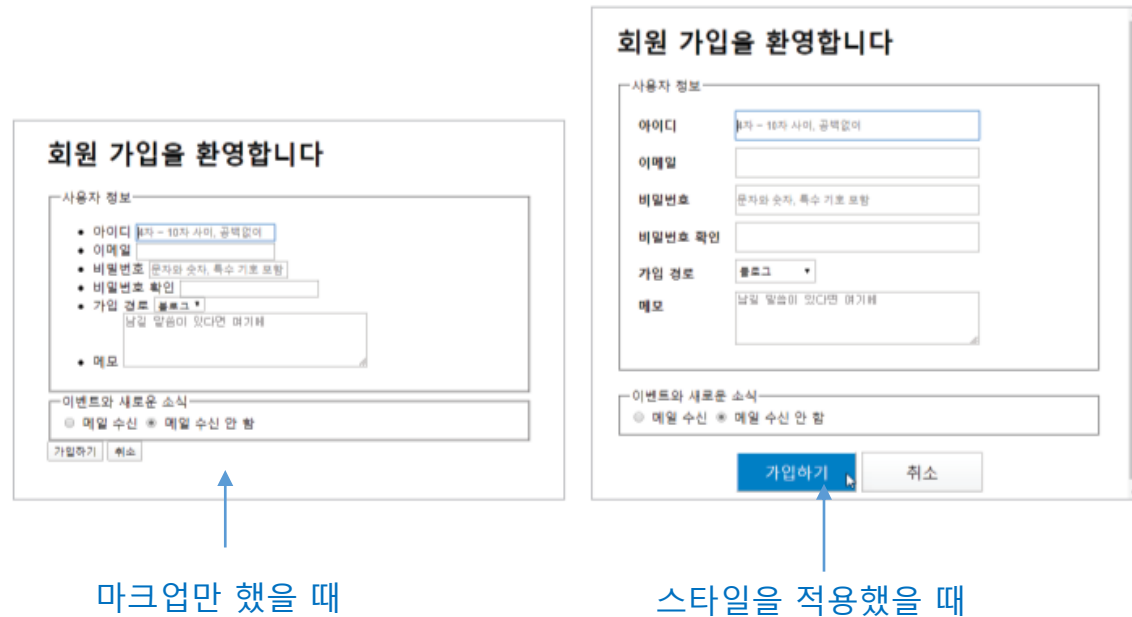 회원 가입을 환영합니다
사용자 정보
아이디 4자 - 10자 사이, 공백없이
이메일
비밀번호 문자와 숫자, 특수 기호 포함
비밀번호 확인
가입 경로 블로그
남길 말씀이 있다면 여기에
메모
이벤트와 새로운 소식
메일 수신 메일 수신 안 함
가입하기 취소
마크업만 했을 때
회원 가입을 환영합니다
사용자 정보
아이디 4자 - 10자 사이, 공백없이
이메일
비밀번호 문자와 숫자, 특수 기호 포함
비밀번호 확인
가입 경로 블로그
메모 남길 말씀이 있다면 여기에
이벤트와 새로운 소식
메일 수신 메일 수신 안 함
가입하기 취소
스타일을 적용했을 때